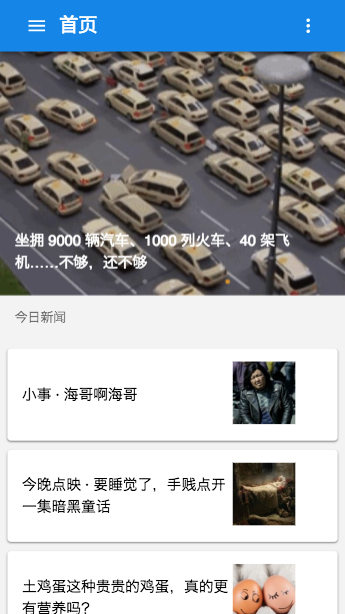 首页
坐拥 9000 辆汽车、1000 列火车、40 架飞
机……不够，还不够
今日新闻
小事 · 海哥啊海哥
今晚点映 · 要睡觉了，手贱点开
一集暗黑童话
土鸡蛋这种贵贵的鸡蛋，真的更
有营养吗？